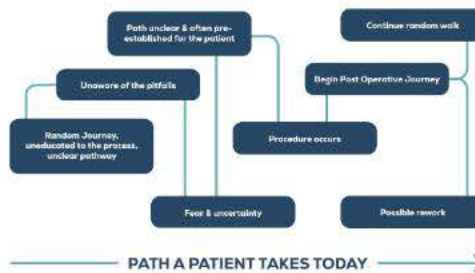 Path unclear & often pre-
established for the patient
Continue random walk
Unaware of the pitfalls
Begin Post Operative Journey
Random Journey,
uneducated to the process,
unclear pathway
Procedure occurs
Fear & uncertainty
Possible rework
PATH A PATIENT TAKES TODAY